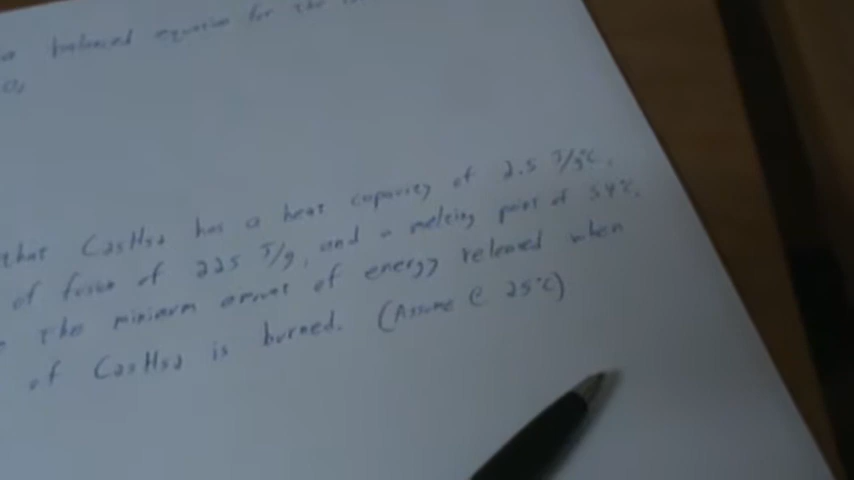 balanced equation for the
O2
that C25H52 has a heat capacity of 2.5 J/g°C,
of fusion of 225 J/g, and a melting point of 54°C.
The minimum amount of energy released when
of C25H52 is burned. (Assume @ 25°C)